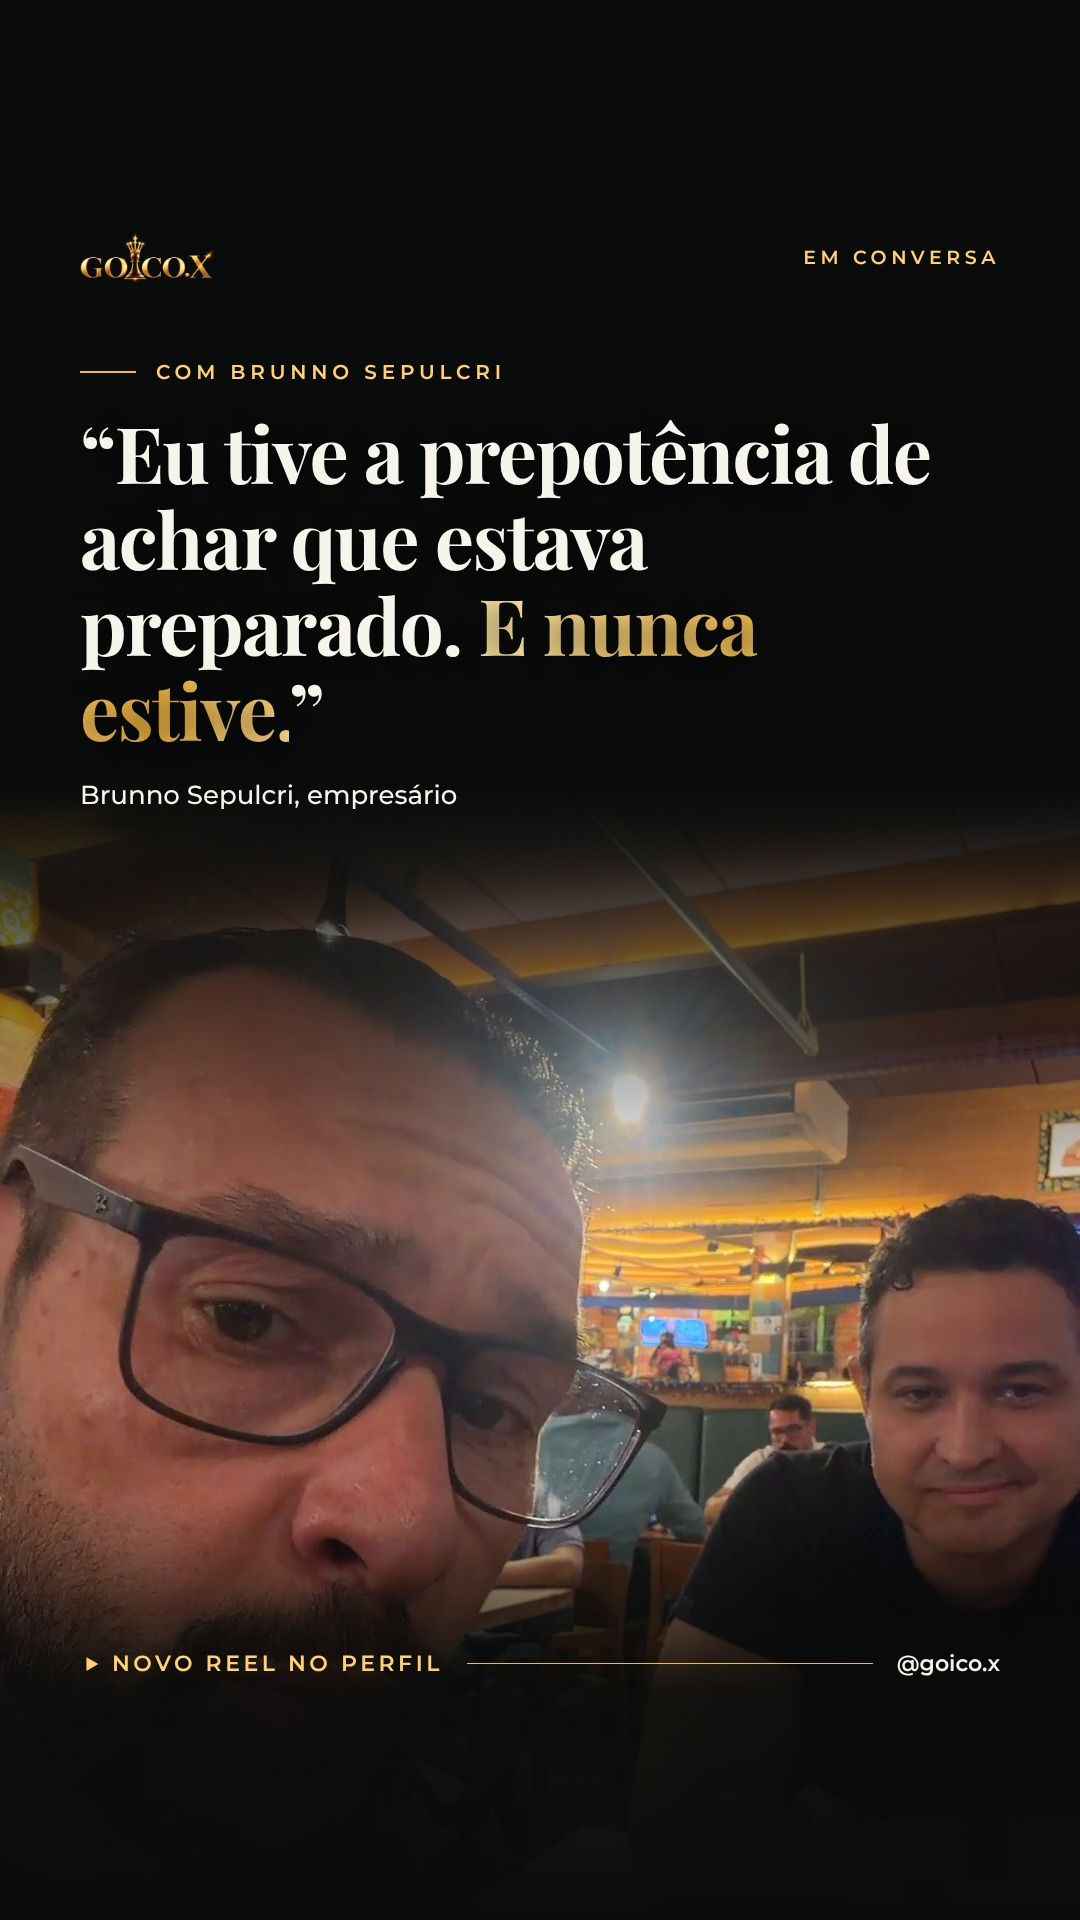 GOICO.X
EM CONVERSA
COM BRUNNO SEPULCRI
“Eu tive a prepotência de
achar que estava
preparado. E nunca
estive.”
Brunno Sepulcri, empresário
▶ NOVO REEL NO PERFIL
@goico.x